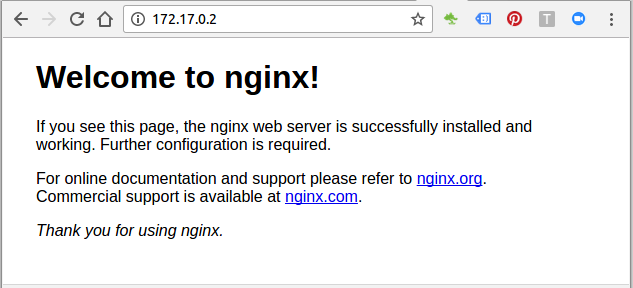 172.17.0.2
Welcome to nginx!
If you see this page, the nginx web server is successfully installed and
working. Further configuration is required.
For online documentation and support please refer to nginx.org.
Commercial support is available at nginx.com.
Thank you for using nginx.